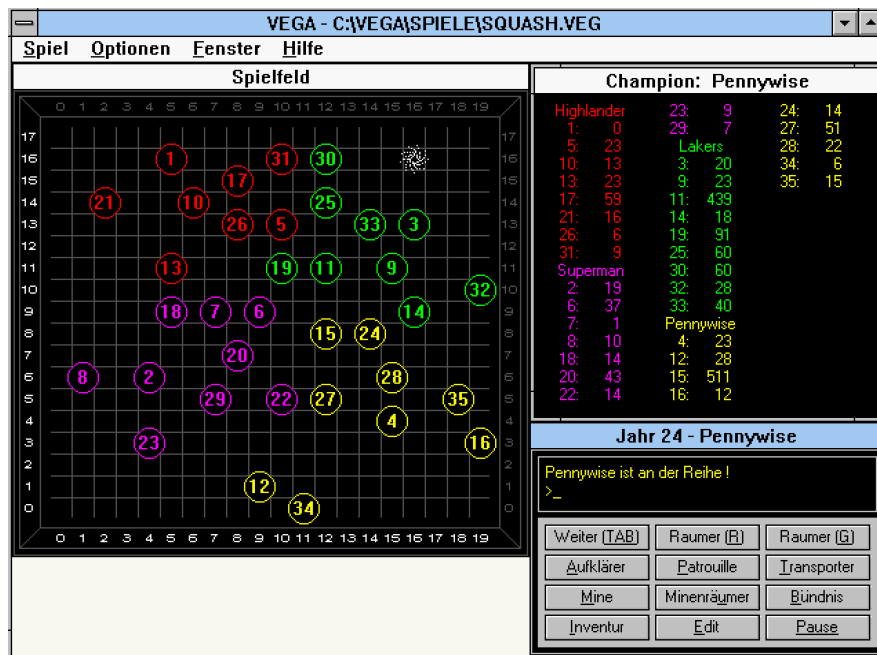 VEGA - C:\VEGA\SPIELE\SQUASH.VEG
Spiel Optionen Fenster Hilfe
Spielfeld
0 1 2 3 4 5 6 7 8 9 10 11 12 13 14 15 16 17 18 19
17 17
16 1 31 30 16
15 17 15
14 21 10 25 14
13 26 5 33 3 13
12 12
11 13 19 11 9 11
10 32 10
9 18 7 6 14 9
8 15 24 8
7 20 7
6 8 2 28 6
5 29 22 27 35 5
4 4 4
3 23 16 3
2 2
1 12 1
0 34 0
0 1 2 3 4 5 6 7 8 9 10 11 12 13 14 15 16 17 18 19
Champion: Pennywise
Highlander
1: 0
5: 23
10: 13
13: 23
17: 59
21: 16
26: 6
31: 9
Superman
2: 19
6: 37
7: 1
8: 10
18: 14
20: 43
22: 14
23: 9
29: 7
Lakers
3: 20
9: 23
11: 439
14: 18
19: 91
25: 60
30: 60
32: 28
33: 40
Pennywise
4: 23
12: 28
15: 511
16: 12
24: 14
27: 51
28: 22
34: 6
35: 15
Jahr 24 - Pennywise
Pennywise ist an der Reihe !
>_
Weiter (TAB) Raumer (R) Raumer (G)
Aufklärer Patrouille Transporter
Mine Minenräumer Bündnis
Inventur Edit Pause